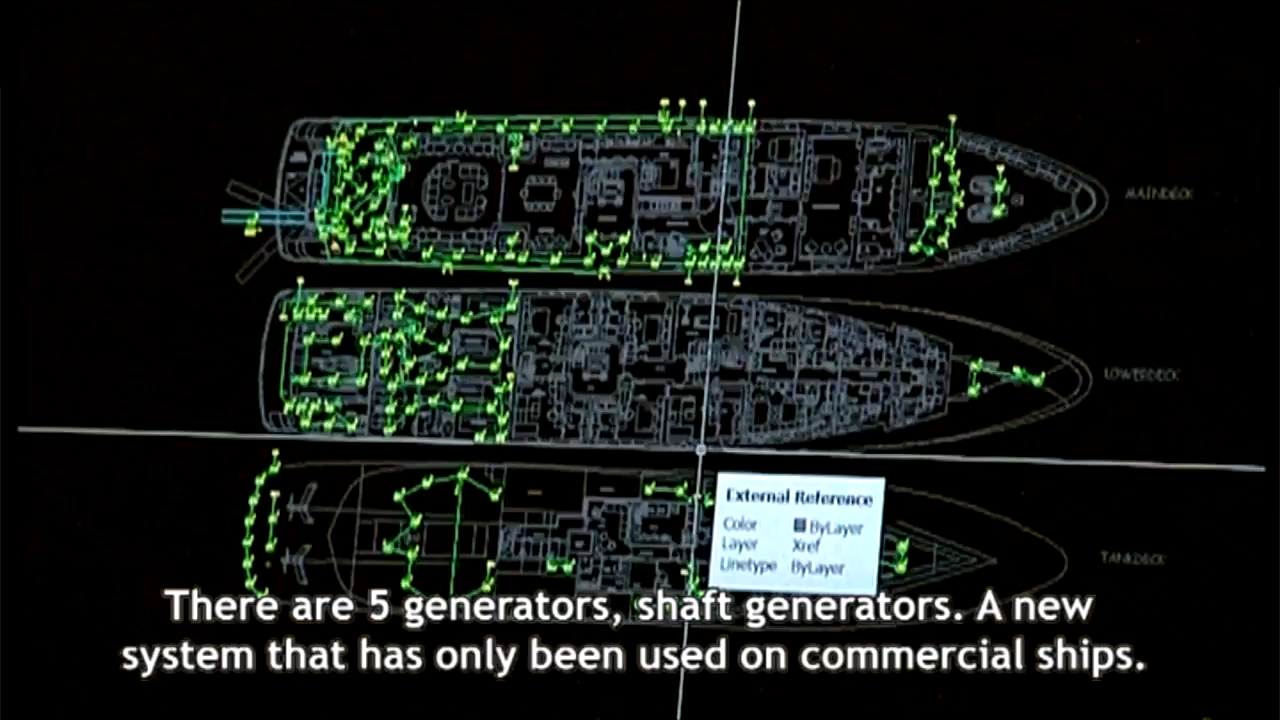 MAINDECK
LOWERDECK
External Reference
Color ByLayer
Layer Xref
Linetype ByLayer
TANKDECK
There are 5 generators, shaft generators. A new
system that has only been used on commercial ships.